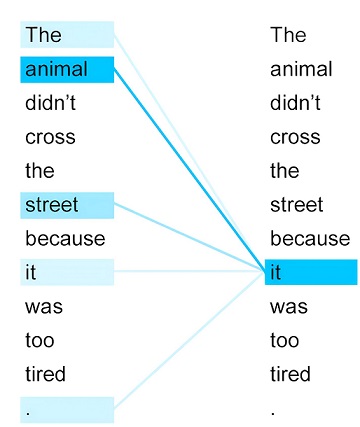 The The
animal animal
didn't didn't
cross cross
the the
street street
because because
it it
was was
too too
tired tired
. .